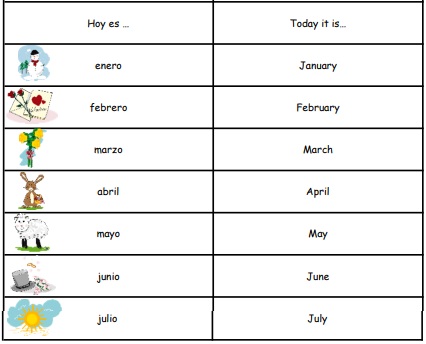 Hoy es ... Today it is...
enero January
febrero February
marzo March
abril April
mayo May
junio June
julio July